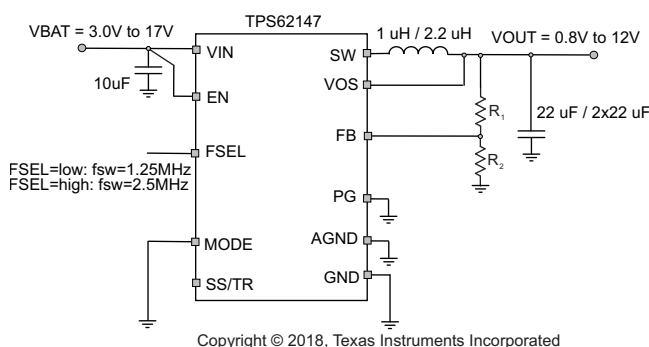 TPS62147
VBAT = 3.0V to 17V
1 uH / 2.2 uH
VOUT = 0.8V to 12V
VIN
SW
10uF
VOS
EN
R1
22 uF / 2x22 uF
FB
FSEL
R2
FSEL=low: fsw=1.25MHz
FSEL=high: fsw=2.5MHz
PG
MODE
AGND
SS/TR
GND
Copyright © 2018, Texas Instruments Incorporated